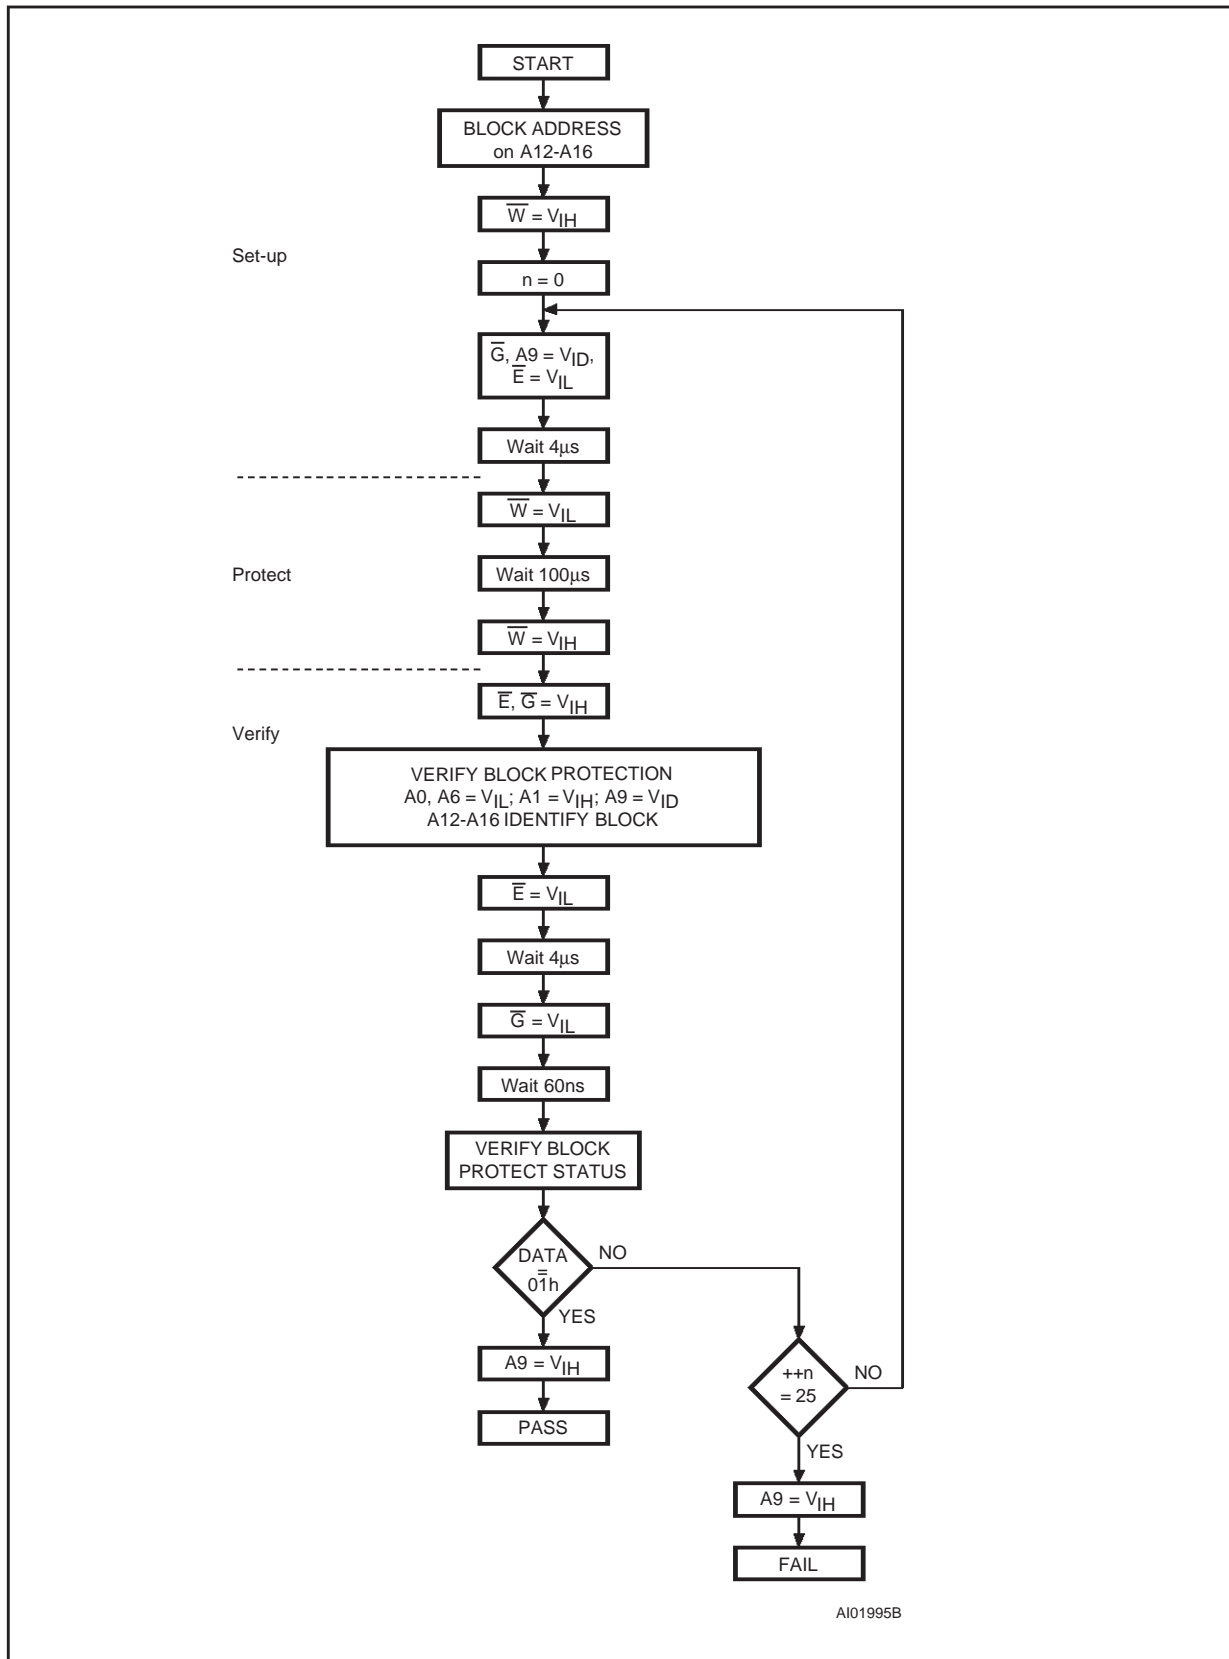 START
BLOCK ADDRESS
on A12-A16
W̅ = VIH
Set-up
n = 0
G̅, A9 = VID,
E̅ = VIL
Wait 4µs
W̅ = VIL
Protect
Wait 100µs
W̅ = VIH
E̅, G̅ = VIH
Verify
VERIFY BLOCK PROTECTION
A0, A6 = VIL; A1 = VIH; A9 = VID
A12-A16 IDENTIFY BLOCK
E̅ = VIL
Wait 4µs
G̅ = VIL
Wait 60ns
VERIFY BLOCK
PROTECT STATUS
DATA
=
01h
NO
YES
A9 = VIH
PASS
++n
= 25
NO
YES
A9 = VIH
FAIL
AI01995B